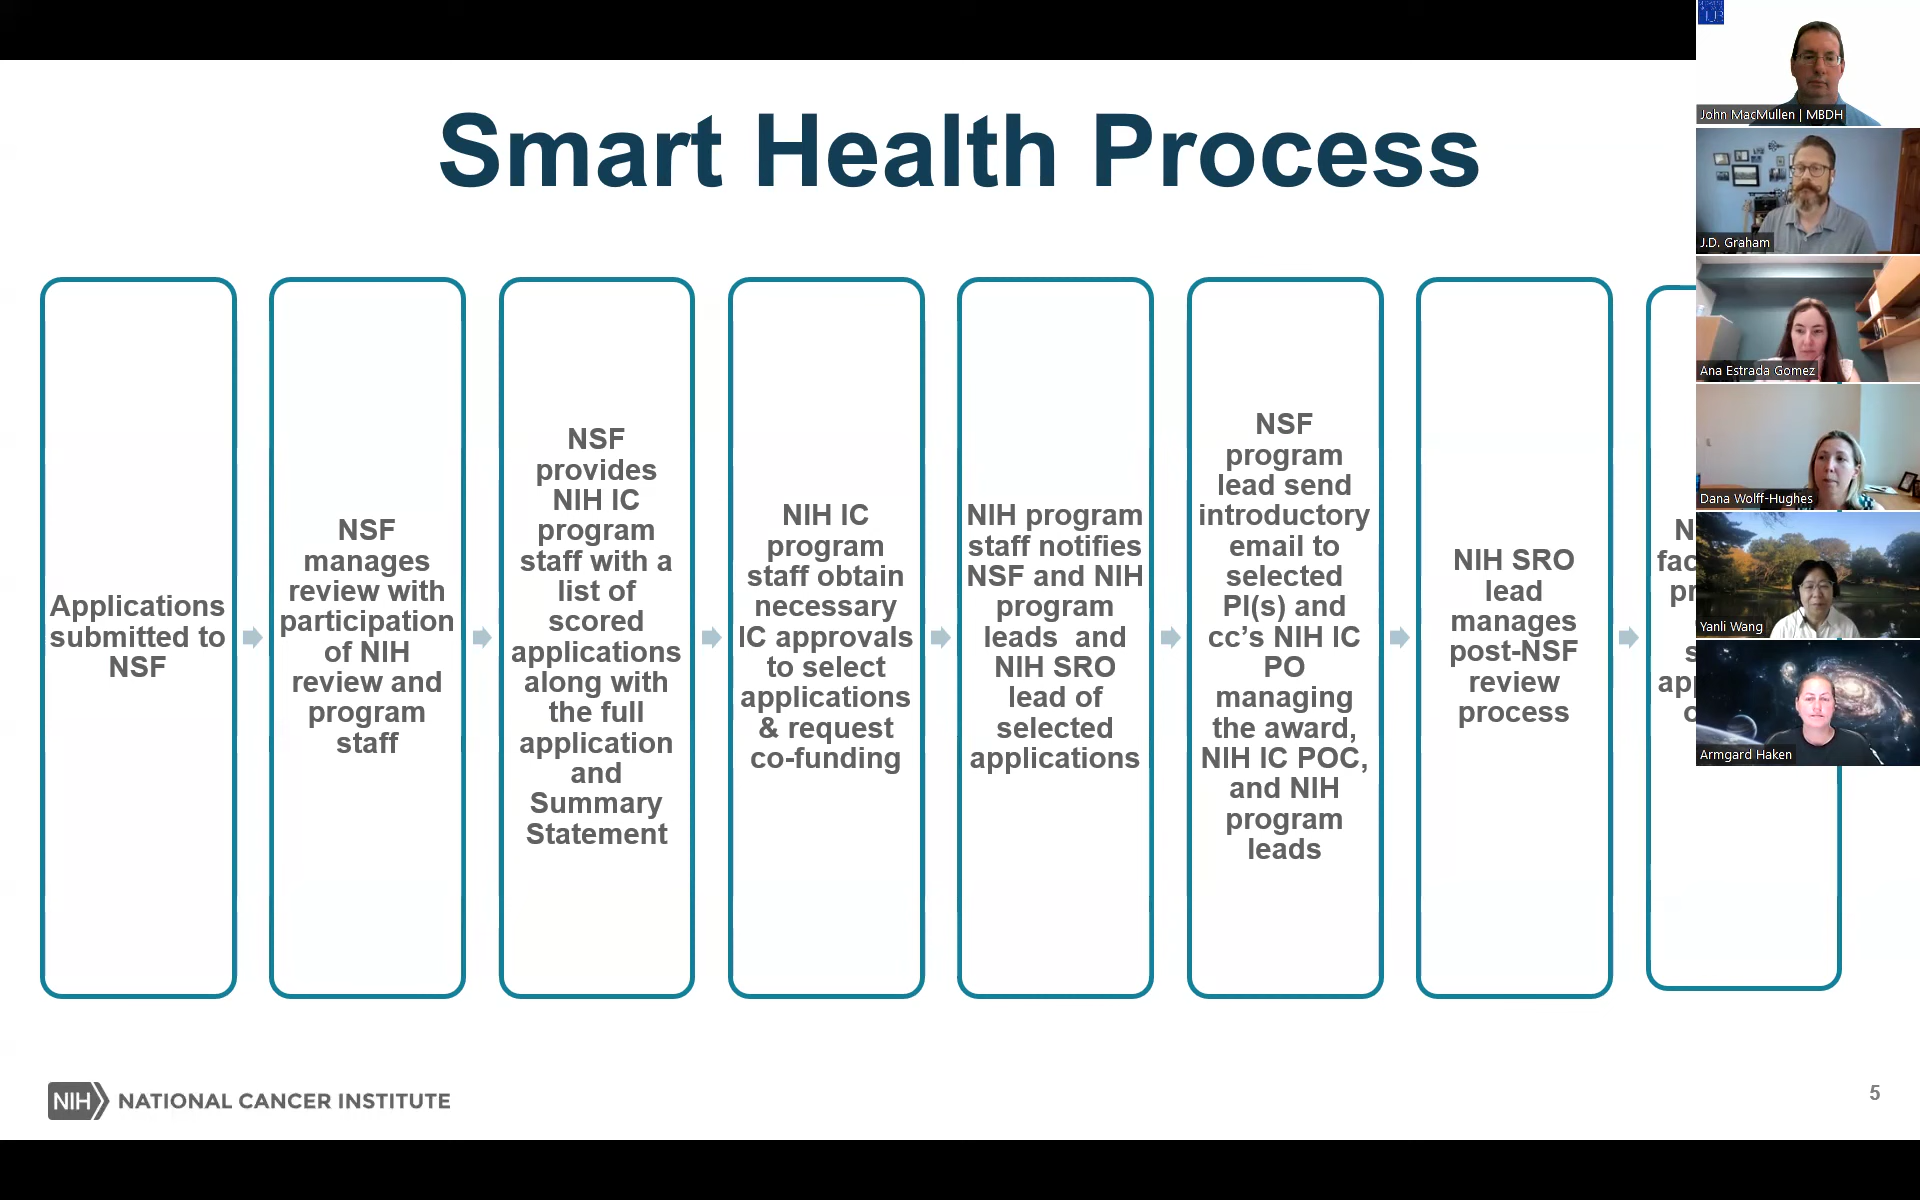 Smart Health Process
Applications
submitted to
NSF
NSF
manages
review with
participation
of NIH
review and
program
staff
NSF
provides
NIH IC
program
staff with a
list of
scored
applications
along with
the full
application
and
Summary
Statement
NIH IC
program
staff obtain
necessary
IC approvals
to select
applications
& request
co-funding
NIH program
staff notifies
NSF and NIH
program
leads and
NIH SRO
lead of
selected
applications
NSF
program
lead send
introductory
email to
selected
PI(s) and
cc’s NIH IC
PO
managing
the award,
NIH IC POC,
and NIH
program
leads
NIH SRO
lead
manages
post-NSF
review
process
John MacMullen | MBDH
J.D. Graham
Ana Estrada Gomez
Dana Wolff-Hughes
Yanli Wang
Armgard Haken
NIH NATIONAL CANCER INSTITUTE
5